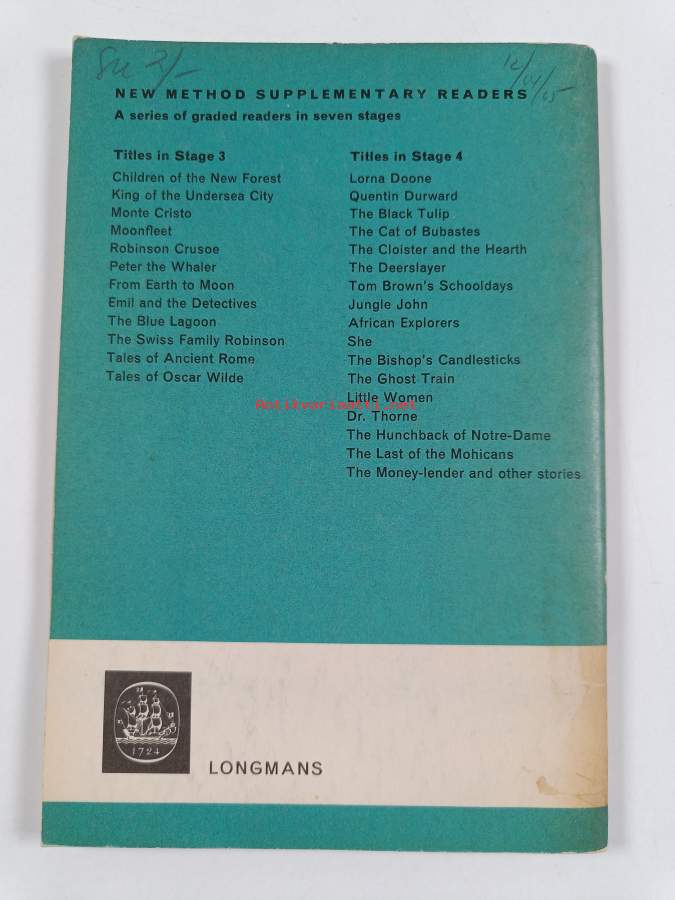 NEW METHOD SUPPLEMENTARY READERS
A series of graded readers in seven stages
Titles in Stage 3
Children of the New Forest
King of the Undersea City
Monte Cristo
Moonfleet
Robinson Crusoe
Peter the Whaler
From Earth to Moon
Emil and the Detectives
The Blue Lagoon
The Swiss Family Robinson
Tales of Ancient Rome
Tales of Oscar Wilde
Titles in Stage 4
Lorna Doone
Quentin Durward
The Black Tulip
The Cat of Bubastes
The Cloister and the Hearth
The Deerslayer
Tom Brown's Schooldays
Jungle John
African Explorers
She
The Bishop's Candlesticks
The Ghost Train
Little Women
Dr. Thorne
The Hunchback of Notre-Dame
The Last of the Mohicans
The Money-lender and other stories
Antikvariaatti.net
1724
LONGMANS